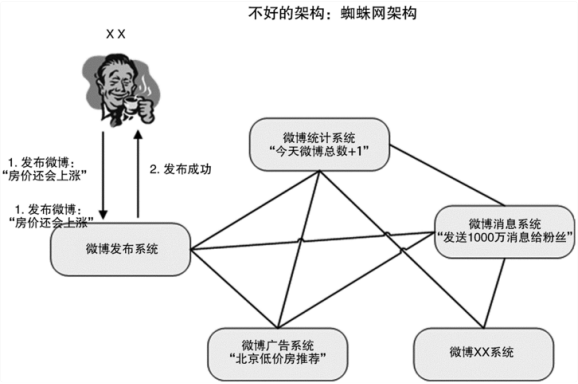 不好的架构：蜘蛛网架构
X X
1. 发布微博：
“房价还会上涨”
2. 发布成功
1. 发布微博：
“房价还会上涨”
微博发布系统
微博统计系统
“今天微博总数+1”
微博消息系统
“发送1000万消息给粉丝”
微博广告系统
“北京低价房推荐”
微博XX系统